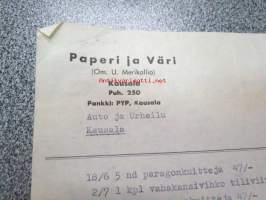 Paperi ja Väri
(Om. U. Merikallio)
Kausala
Puh. 250
Pankki: PYP, Kausala
Auto ja Urheilu
Kausala
18/6 5 nd paragonkuitteja 47/-
2/7 1 kpl vahakansivihko tiliviiv